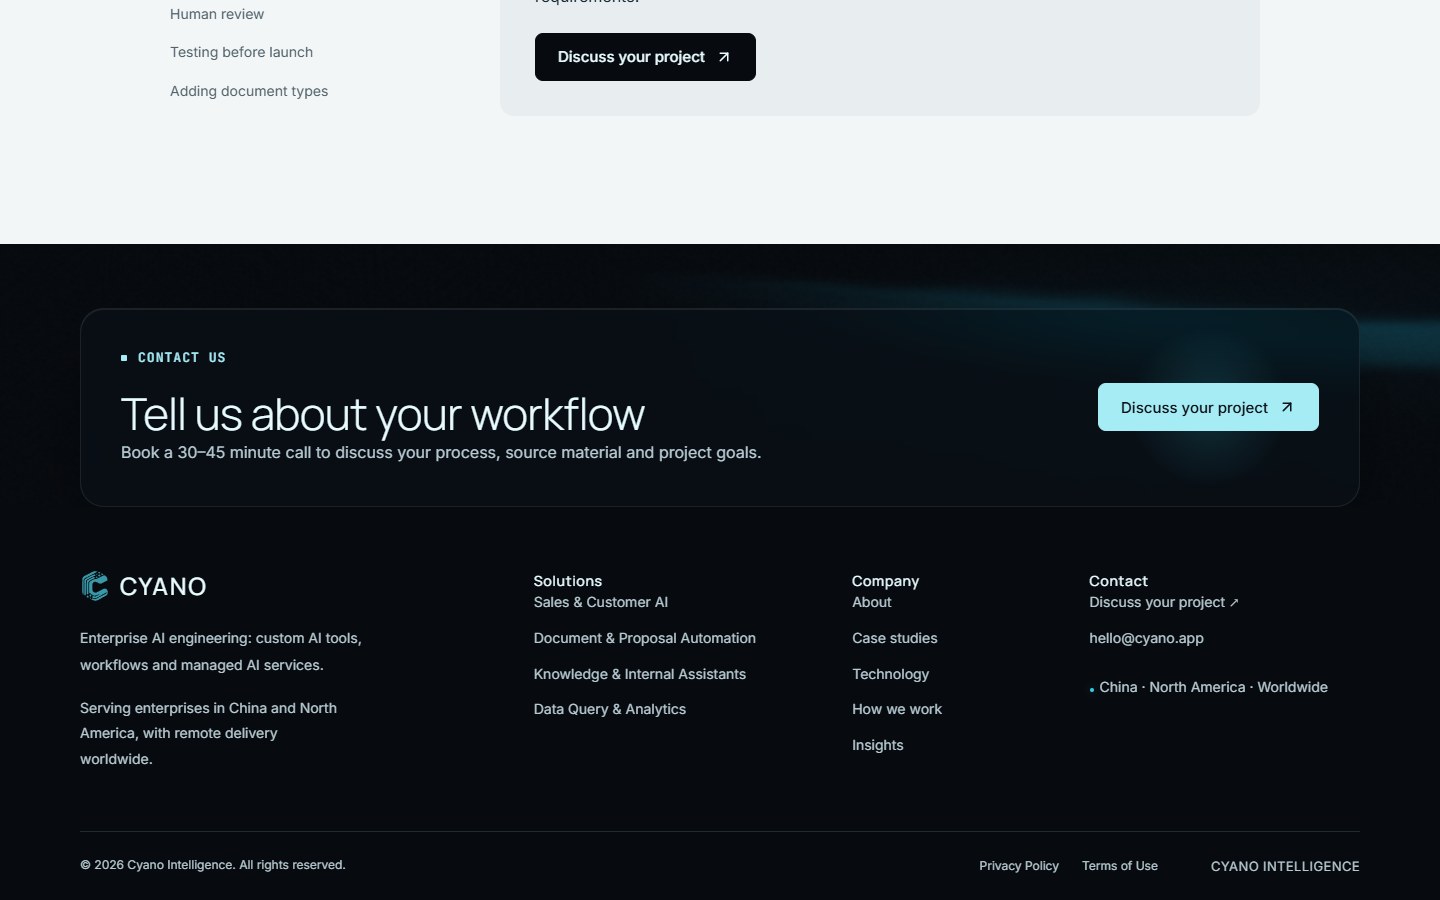 Human review
Testing before launch
Adding document types
Discuss your project
CONTACT US
Tell us about your workflow
Book a 30–45 minute call to discuss your process, source material and project goals.
Discuss your project
CYANO
Enterprise AI engineering: custom AI tools,
workflows and managed AI services.
Serving enterprises in China and North
America, with remote delivery
worldwide.
Solutions
Sales & Customer AI
Document & Proposal Automation
Knowledge & Internal Assistants
Data Query & Analytics
Company
About
Case studies
Technology
How we work
Insights
Contact
Discuss your project ↗
hello@cyano.app
China · North America · Worldwide
© 2026 Cyano Intelligence. All rights reserved.
Privacy Policy
Terms of Use
CYANO INTELLIGENCE